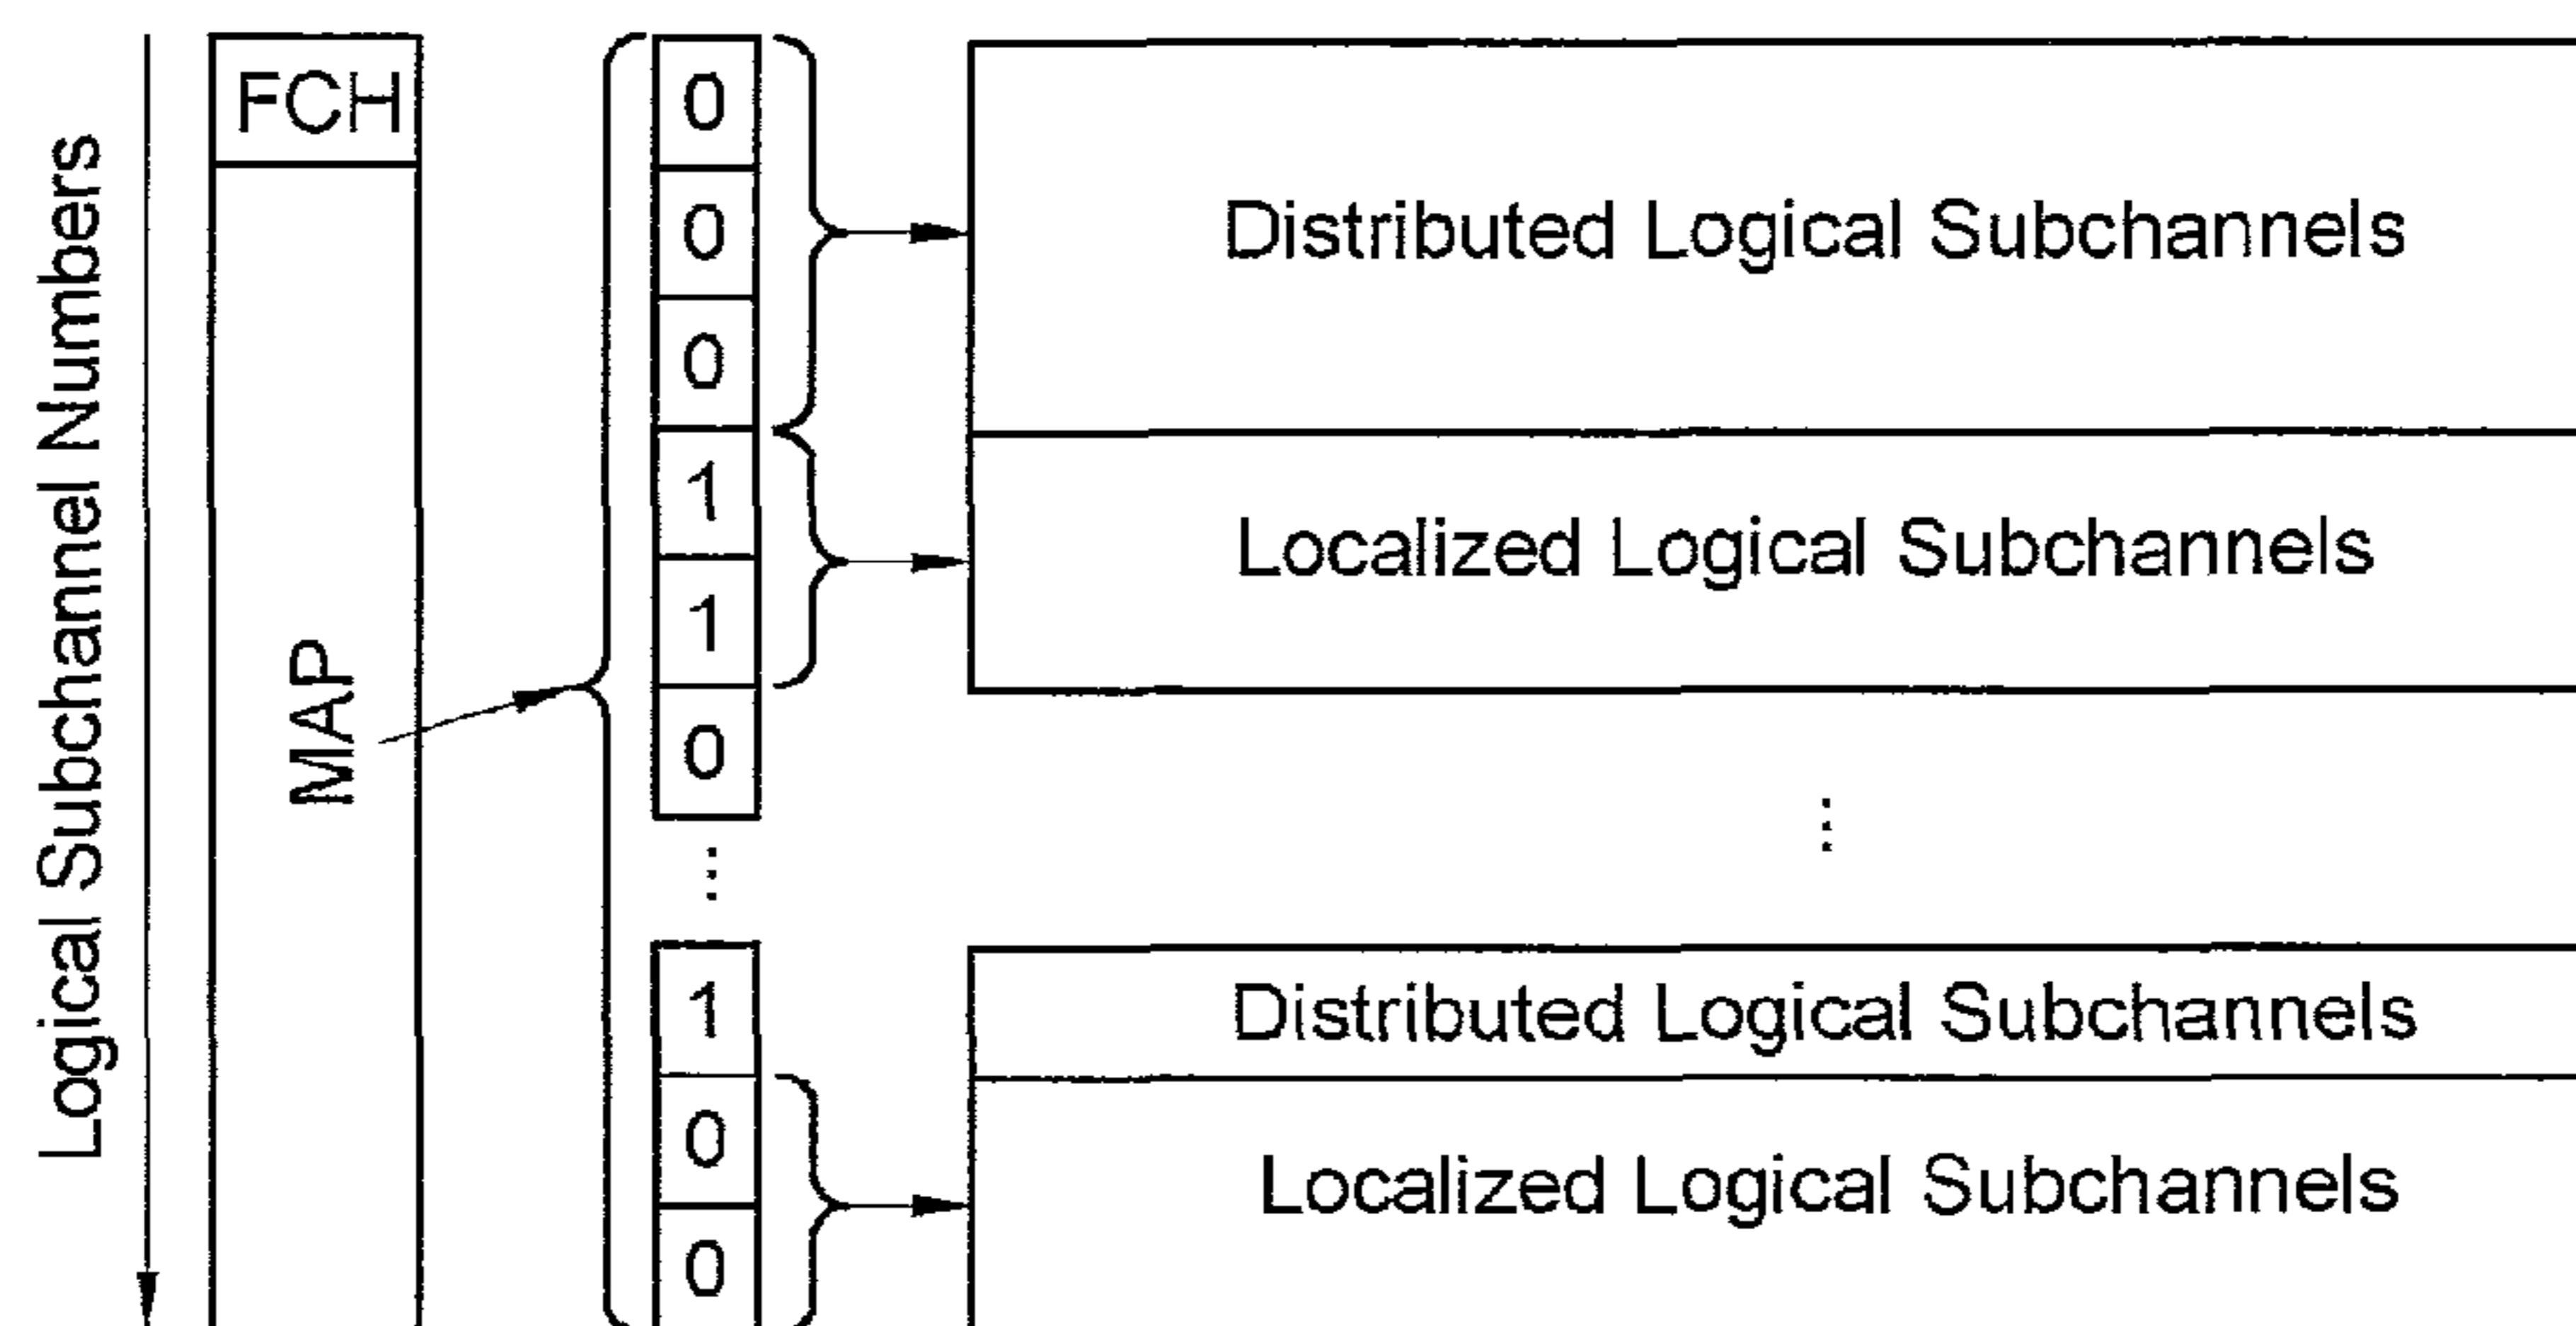 Logical Subchannel Numbers
FCH
MAP
0
0
0
1
1
0
⋮
1
0
0
Distributed Logical Subchannels
Localized Logical Subchannels
⋮
Distributed Logical Subchannels
Localized Logical Subchannels